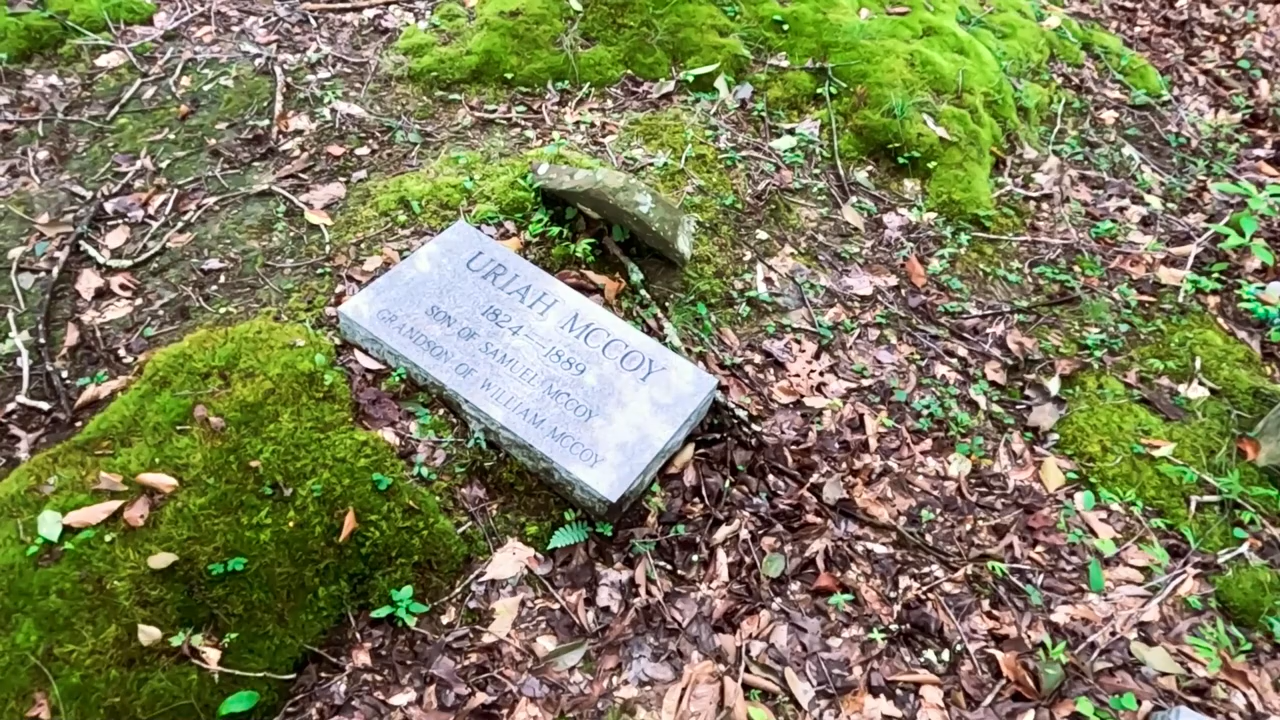 URIAH MCCOY
1824—1889
SON OF SAMUEL MCCOY
GRANDSON OF WILLIAM MCCOY